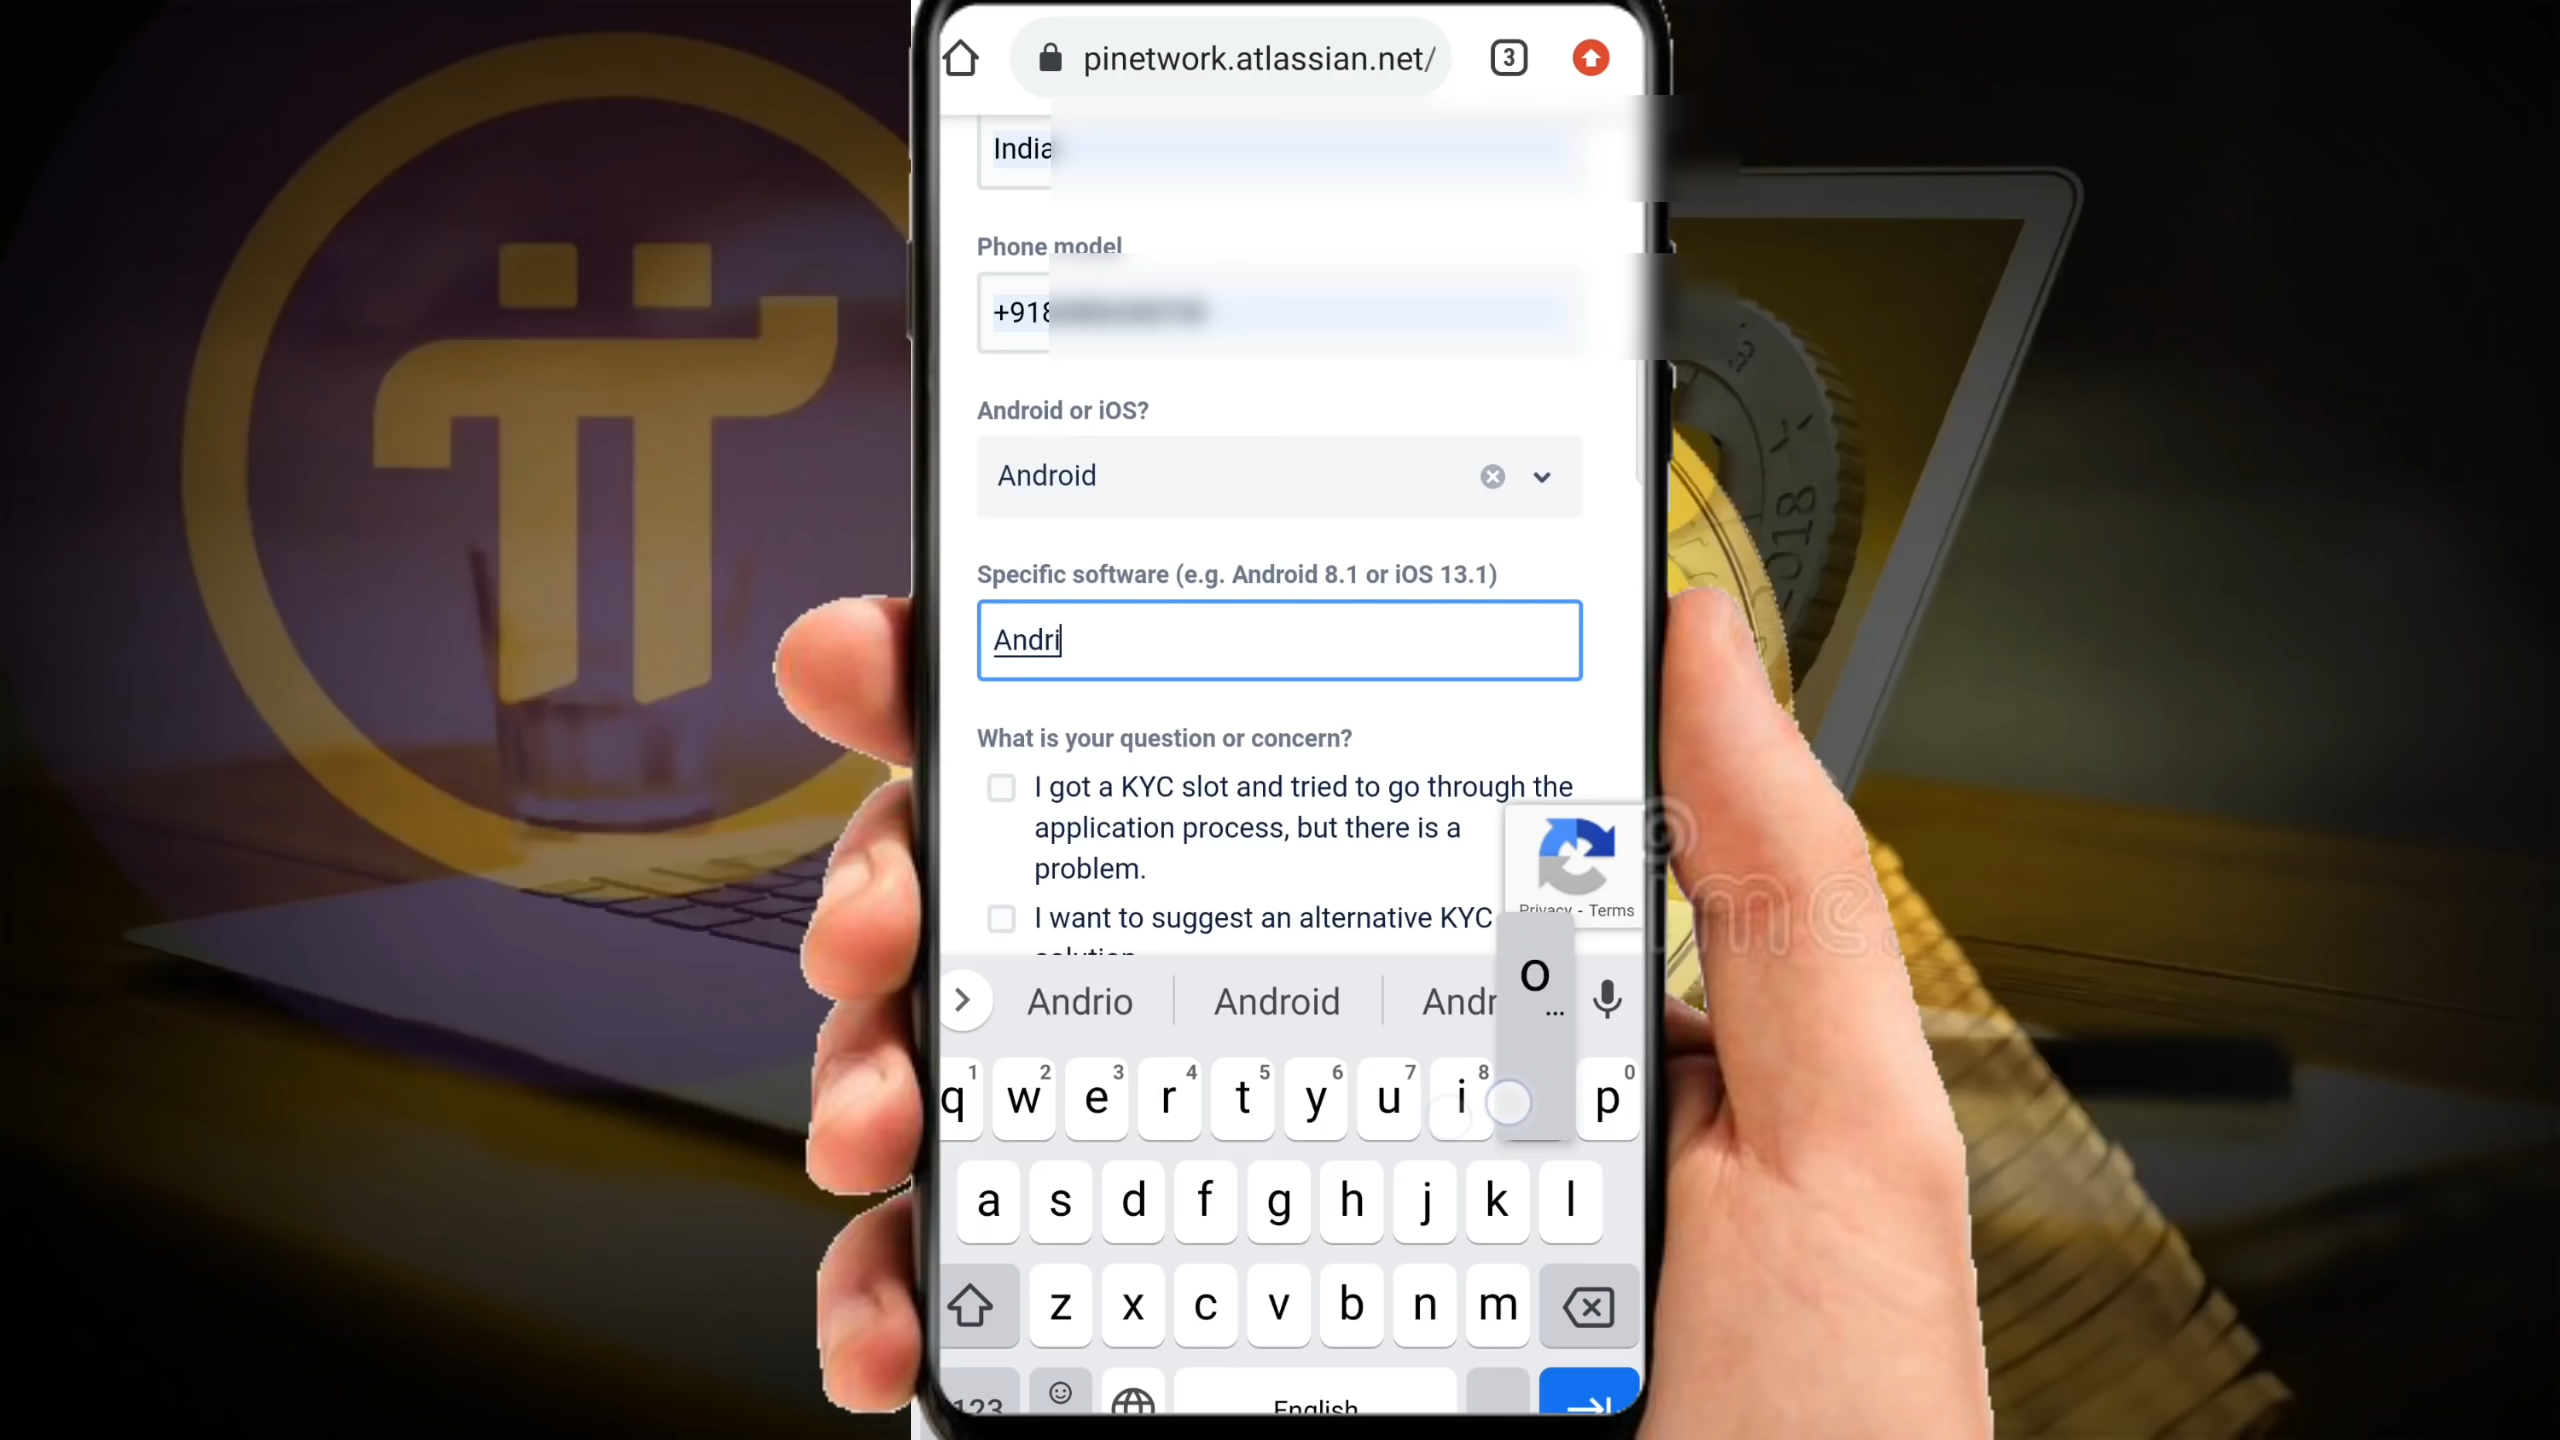 pinetwork.atlassian.net/
3
India
Phone model
+918
Android or iOS?
Android
Specific software (e.g. Android 8.1 or iOS 13.1)
Andri
What is your question or concern?
I got a KYC slot and tried to go through the
application process, but there is a
problem.
I want to suggest an alternative KYC
solution
Privacy - Terms
Andrio
Android
Andr
o
...
q 1 w 2 e 3 r 4 t 5 y 6 u 7 i 8 p 0
a s d f g h j k l
z x c v b n m
123
English
2018
me